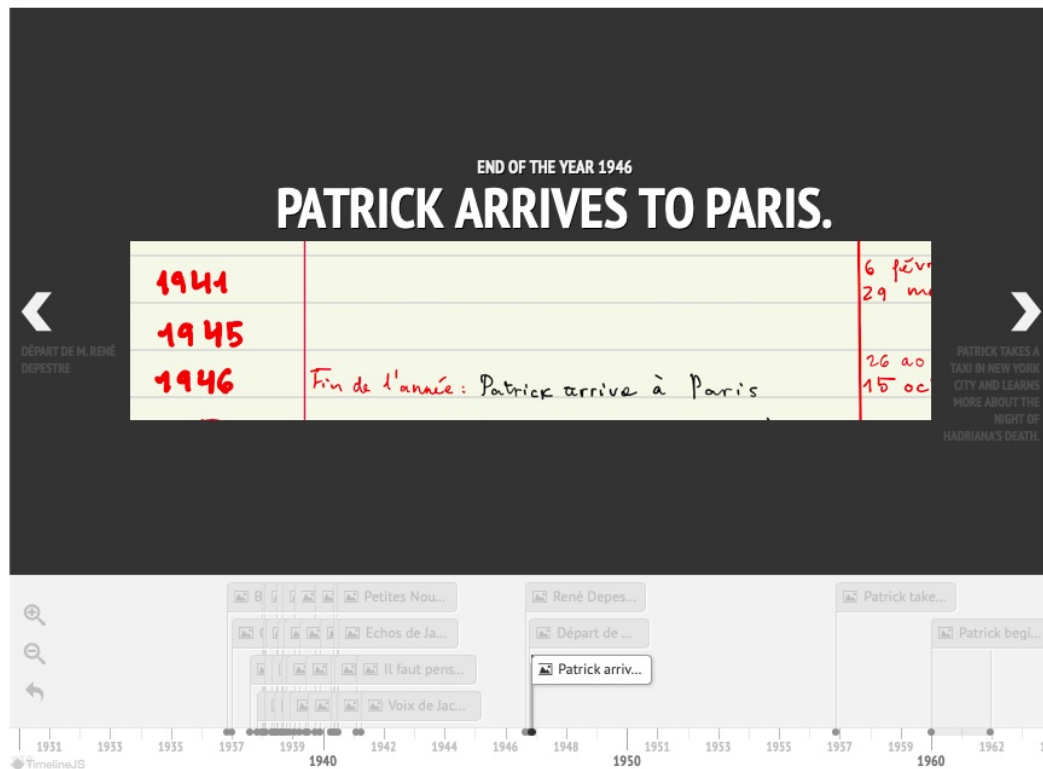 END OF THE YEAR 1946
PATRICK ARRIVES TO PARIS.
1941
6 févr
29 ma
1945
1946 Fin de l'année: Patrick arrive à Paris
26 ao
15 oc
DÉPART DE M. RENÉ
DEPESTRE
PATRICK TAKES A
TAXI IN NEW YORK
CITY AND LEARNS
MORE ABOUT THE
NIGHT OF
HADRIANA'S DEATH.
B Petites Nou... René Depes... Patrick take...
Echos de Ja... Départ de ... Patrick begi...
Il faut pens... Patrick arriv...
Voix de Jac...
1931 1933 1935 1937 1939 1942 1944 1946 1948 1951 1953 1955 1957 1959 1962
1940 1950 1960
TimelineJS